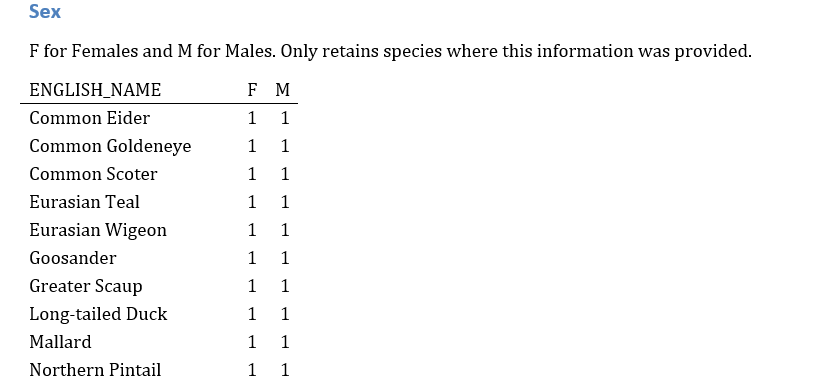 Sex
F for Females and M for Males. Only retains species where this information was provided.
ENGLISH_NAME F M
Common Eider 1 1
Common Goldeneye 1 1
Common Scoter 1 1
Eurasian Teal 1 1
Eurasian Wigeon 1 1
Goosander 1 1
Greater Scaup 1 1
Long-tailed Duck 1 1
Mallard 1 1
Northern Pintail 1 1